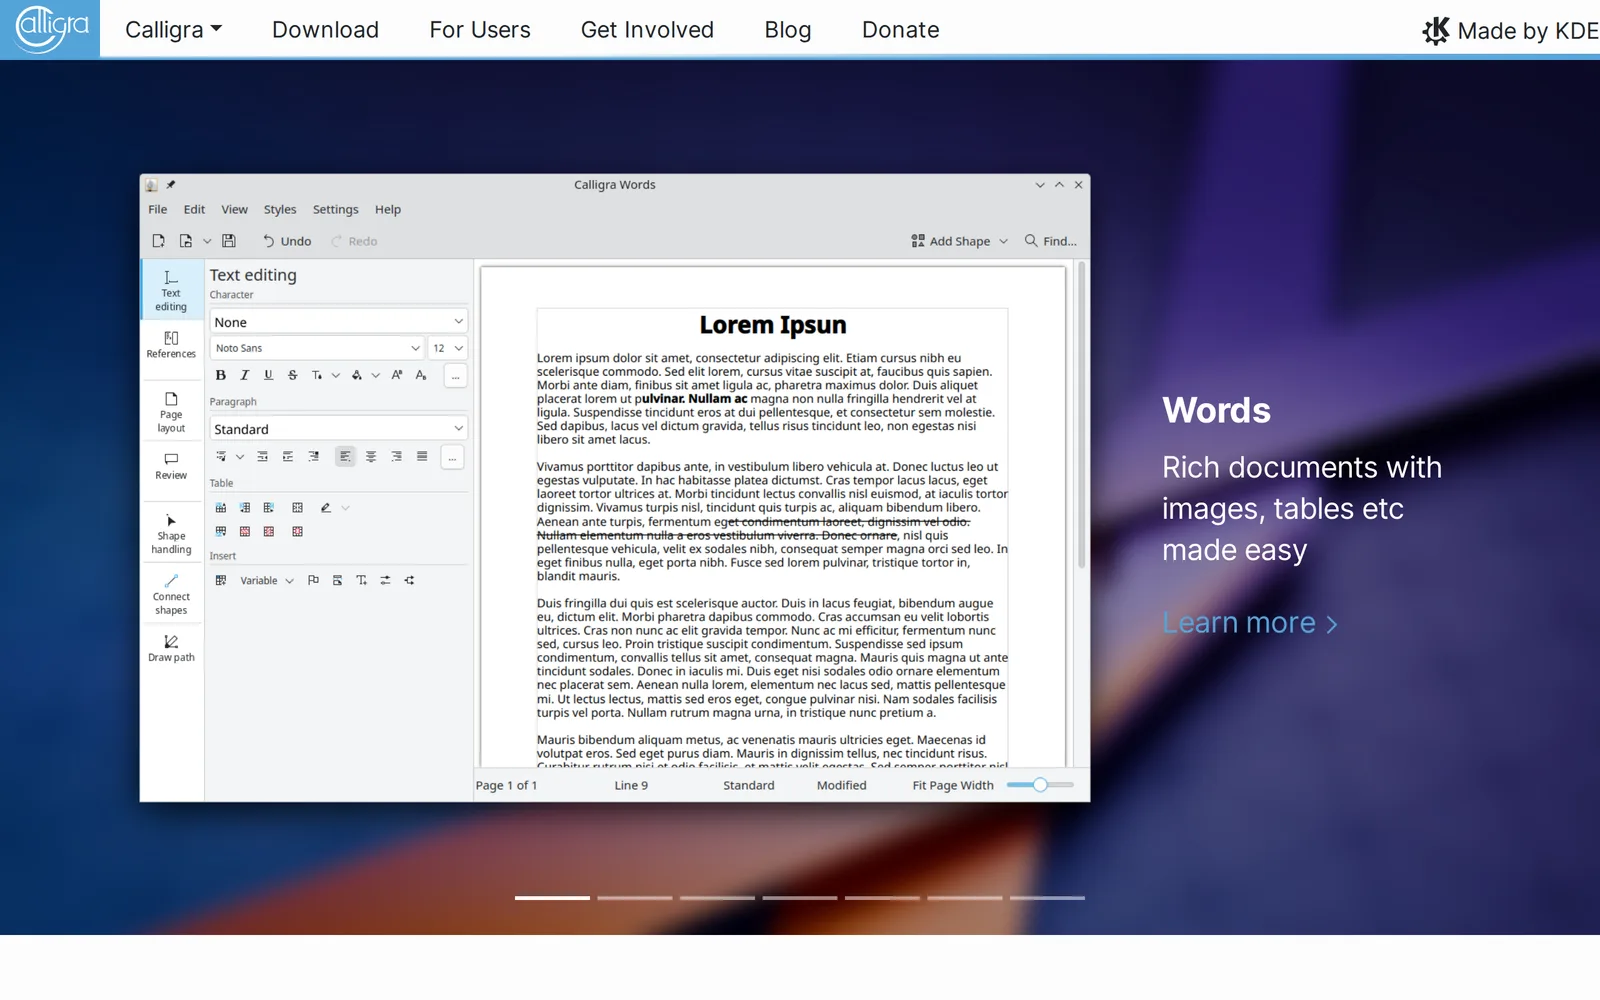 Calligra
Calligra
Download
For Users
Get Involved
Blog
Donate
Made by KDE
Calligra Words
File Edit View Styles Settings Help
Undo Redo Add Shape Find...
Text editing
References
Page layout
Review
Shape handling
Connect shapes
Draw path
Text editing
Character
None
Noto Sans 12
Paragraph
Standard
Table
Insert
Variable
Lorem Ipsun
Lorem ipsum dolor sit amet, consectetur adipiscing elit. Etiam cursus nibh eu
scelerisque commodo. Sed elit lorem, cursus vitae suscipit at, faucibus quis sapien.
Morbi ante diam, finibus sit amet ligula ac, pharetra maximus dolor. Duis aliquet
placerat lorem ut pulvinar. Nullam ac magna non nulla fringilla hendrerit vel at
ligula. Suspendisse tincidunt eros at dui pellentesque, et consectetur sem molestie.
Sed dapibus, lacus vel dictum gravida, tellus risus tincidunt leo, non egestas nisi
libero sit amet lacus.
Vivamus porttitor dapibus ante, in vestibulum libero vehicula at. Donec luctus leo ut
egestas vulputate. In hac habitasse platea dictumst. Cras tempor lacus lacus, eget
laoreet tortor ultrices at. Morbi tincidunt lectus convallis nisl euismod, at iaculis tortor
dignissim. Vivamus turpis nisl, tincidunt quis turpis ac, aliquam bibendum libero.
Aenean ante turpis, fermentum eget condimentum laoreet, dignissim vel odio.
Nullam elementum nulla a eros vestibulum viverra. Donec ornare, nisl quis
pellentesque vehicula, velit ex sodales nibh, consequat semper magna orci sed leo. In
eget finibus nulla, eget porta nibh. Fusce sed lorem pulvinar, tristique tortor in,
blandit mauris.
Duis fringilla dui quis est scelerisque auctor. Duis in lacus feugiat, bibendum augue
eu, dictum elit. Morbi pharetra dapibus commodo. Cras accumsan eu velit lobortis
ultrices. Cras non nunc ac elit gravida tempor. Nunc ac mi efficitur, fermentum nunc
sed, cursus leo. Proin tristique suscipit condimentum. Suspendisse sed ipsum
condimentum, convallis tellus sit amet, consequat magna. Mauris quis magna ut ante
tincidunt sodales. Donec in iaculis mi. Duis eget nisi sodales odio ornare elementum
nec placerat sem. Aenean nulla lorem, elementum nec lacus sed, mattis pellentesque
mi. Ut lectus lectus, mattis sed eros eget, congue pulvinar nisi. Nam sodales facilisis
turpis vel porta. Nullam rutrum magna urna, in tristique nunc pretium a.
Mauris bibendum aliquam metus, ac venenatis mauris ultricies eget. Maecenas id
volutpat eros. Sed eget purus diam. Mauris in dignissim tellus, nec tincidunt risus.
Curabitur rutrum nisi et odio facilisis, et mattis velit egestas. Sed semper porttitor nisl
Page 1 of 1 Line 9 Standard Modified Fit Page Width
Words
Rich documents with
images, tables etc
made easy
Learn more